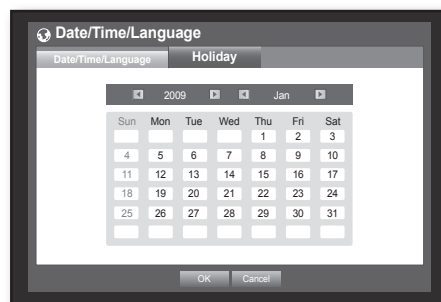 Date/Time/Language
Date/Time/Language Holiday
2009 Jan
Sun Mon Tue Wed Thu Fri Sat
1 2 3
4 5 6 7 8 9 10
11 12 13 14 15 16 17
18 19 20 21 22 23 24
25 26 27 28 29 30 31
OK Cancel